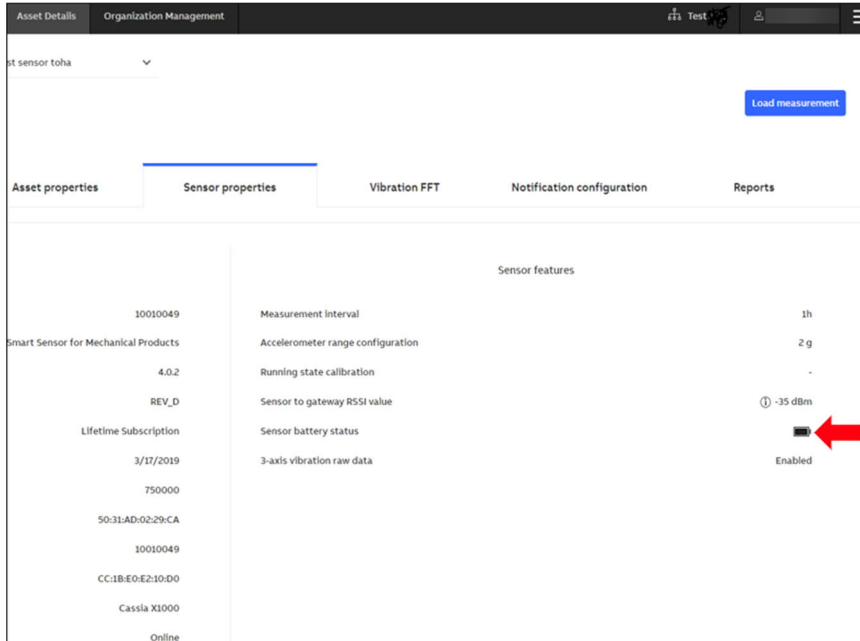 Asset Details Organization Management Test
st sensor toha
Load measurement
Asset properties Sensor properties Vibration FFT Notification configuration Reports
Sensor features
10010049 Measurement interval 1h
Smart Sensor for Mechanical Products Accelerometer range configuration 2 g
4.0.2 Running state calibration -
REV_D Sensor to gateway RSSI value -35 dBm
Lifetime Subscription Sensor battery status
3/17/2019 3-axis vibration raw data Enabled
750000
50:31:AD:02:29:CA
10010049
CC:1B:E0:E2:10:D0
Cassia X1000
Online